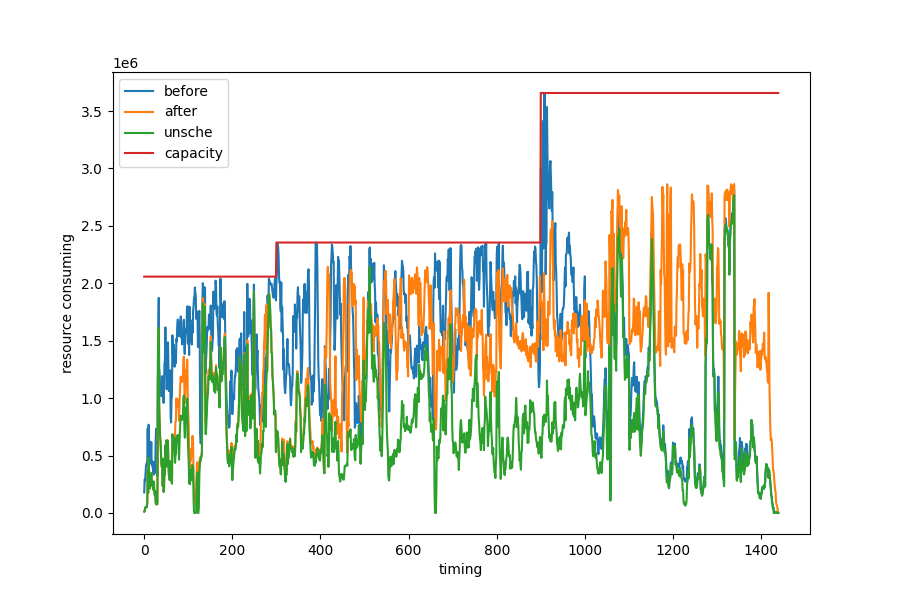 1e6
before
after
unsche
capacity
3.5
3.0
2.5
2.0
1.5
1.0
0.5
0.0
resource consuming
0 200 400 600 800 1000 1200 1400
timing